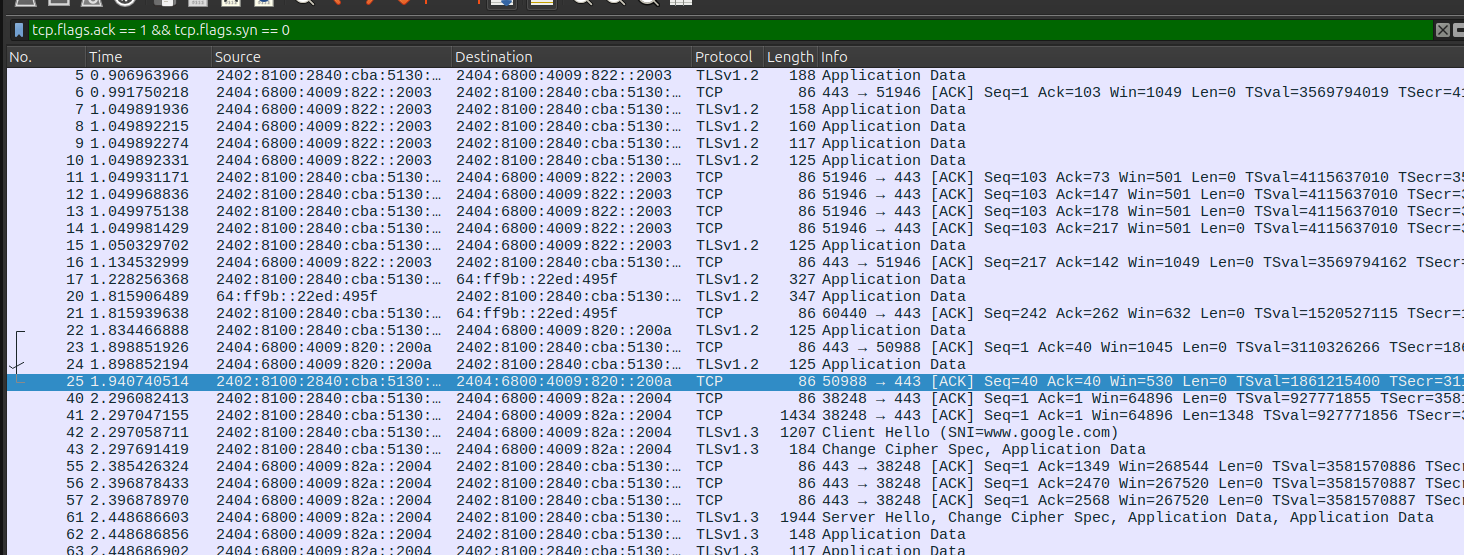 tcp.flags.ack == 1 && tcp.flags.syn == 0
No. Time Source Destination Protocol Length Info
5 0.906963966 2402:8100:2840:cba:5130:… 2404:6800:4009:822::2003 TLSv1.2 188 Application Data
6 0.991750218 2404:6800:4009:822::2003 2402:8100:2840:cba:5130:… TCP 86 443 → 51946 [ACK] Seq=1 Ack=103 Win=1049 Len=0 TSval=3569794019 TSecr=41
7 1.049891936 2404:6800:4009:822::2003 2402:8100:2840:cba:5130:… TLSv1.2 158 Application Data
8 1.049892215 2404:6800:4009:822::2003 2402:8100:2840:cba:5130:… TLSv1.2 160 Application Data
9 1.049892274 2404:6800:4009:822::2003 2402:8100:2840:cba:5130:… TLSv1.2 117 Application Data
10 1.049892331 2404:6800:4009:822::2003 2402:8100:2840:cba:5130:… TLSv1.2 125 Application Data
11 1.049931171 2402:8100:2840:cba:5130:… 2404:6800:4009:822::2003 TCP 86 51946 → 443 [ACK] Seq=103 Ack=73 Win=501 Len=0 TSval=4115637010 TSecr=35
12 1.049968836 2402:8100:2840:cba:5130:… 2404:6800:4009:822::2003 TCP 86 51946 → 443 [ACK] Seq=103 Ack=147 Win=501 Len=0 TSval=4115637010 TSecr=
13 1.049975138 2402:8100:2840:cba:5130:… 2404:6800:4009:822::2003 TCP 86 51946 → 443 [ACK] Seq=103 Ack=178 Win=501 Len=0 TSval=4115637010 TSecr=
14 1.049981429 2402:8100:2840:cba:5130:… 2404:6800:4009:822::2003 TCP 86 51946 → 443 [ACK] Seq=103 Ack=217 Win=501 Len=0 TSval=4115637010 TSecr=
15 1.050329702 2402:8100:2840:cba:5130:… 2404:6800:4009:822::2003 TLSv1.2 125 Application Data
16 1.134532999 2404:6800:4009:822::2003 2402:8100:2840:cba:5130:… TCP 86 443 → 51946 [ACK] Seq=217 Ack=142 Win=1049 Len=0 TSval=3569794162 TSecr=
17 1.228256368 2402:8100:2840:cba:5130:… 64:ff9b::22ed:495f TLSv1.2 327 Application Data
20 1.815906489 64:ff9b::22ed:495f 2402:8100:2840:cba:5130:… TLSv1.2 347 Application Data
21 1.815939638 2402:8100:2840:cba:5130:… 64:ff9b::22ed:495f TCP 86 60440 → 443 [ACK] Seq=242 Ack=262 Win=632 Len=0 TSval=1520527115 TSecr=
22 1.834466888 2402:8100:2840:cba:5130:… 2404:6800:4009:820::200a TLSv1.2 125 Application Data
23 1.898851926 2404:6800:4009:820::200a 2402:8100:2840:cba:5130:… TCP 86 443 → 50988 [ACK] Seq=1 Ack=40 Win=1045 Len=0 TSval=3110326266 TSecr=186
24 1.898852194 2404:6800:4009:820::200a 2402:8100:2840:cba:5130:… TLSv1.2 125 Application Data
25 1.940740514 2402:8100:2840:cba:5130:… 2404:6800:4009:820::200a TCP 86 50988 → 443 [ACK] Seq=40 Ack=40 Win=530 Len=0 TSval=1861215400 TSecr=311
40 2.296082413 2402:8100:2840:cba:5130:… 2404:6800:4009:82a::2004 TCP 86 38248 → 443 [ACK] Seq=1 Ack=1 Win=64896 Len=0 TSval=927771855 TSecr=3581
41 2.297047155 2402:8100:2840:cba:5130:… 2404:6800:4009:82a::2004 TCP 1434 38248 → 443 [ACK] Seq=1 Ack=1 Win=64896 Len=1348 TSval=927771856 TSecr=
42 2.297058711 2402:8100:2840:cba:5130:… 2404:6800:4009:82a::2004 TLSv1.3 1207 Client Hello (SNI=www.google.com)
43 2.297691419 2402:8100:2840:cba:5130:… 2404:6800:4009:82a::2004 TLSv1.3 184 Change Cipher Spec, Application Data
55 2.385426324 2404:6800:4009:82a::2004 2402:8100:2840:cba:5130:… TCP 86 443 → 38248 [ACK] Seq=1 Ack=1349 Win=268544 Len=0 TSval=3581570886 TSecr
56 2.396878433 2404:6800:4009:82a::2004 2402:8100:2840:cba:5130:… TCP 86 443 → 38248 [ACK] Seq=1 Ack=2470 Win=267520 Len=0 TSval=3581570887 TSecr
57 2.396878970 2404:6800:4009:82a::2004 2402:8100:2840:cba:5130:… TCP 86 443 → 38248 [ACK] Seq=1 Ack=2568 Win=267520 Len=0 TSval=3581570887 TSecr
61 2.448686603 2404:6800:4009:82a::2004 2402:8100:2840:cba:5130:… TLSv1.3 1944 Server Hello, Change Cipher Spec, Application Data, Application Data
62 2.448686856 2404:6800:4009:82a::2004 2402:8100:2840:cba:5130:… TLSv1.3 148 Application Data
63 2.448686902 2404:6800:4009:82a::2004 2402:8100:2840:cba:5130:… TLSv1.3 117 Application Data